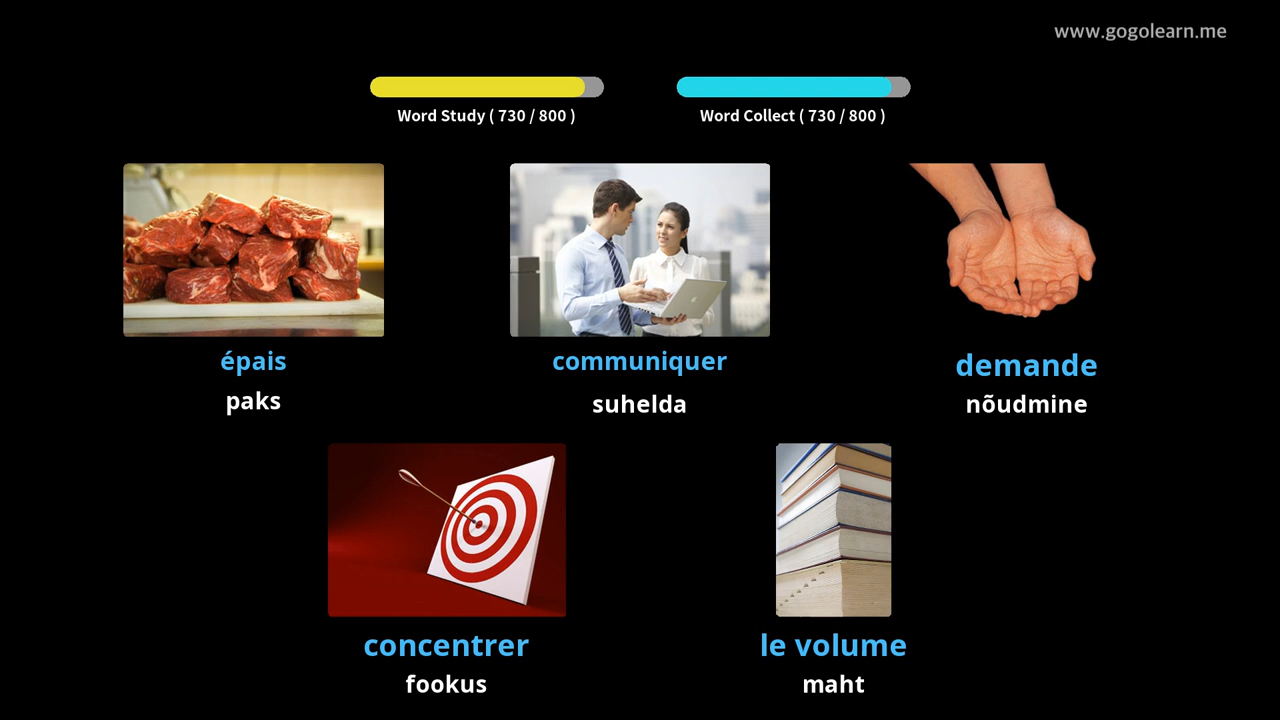 www.gogolearn.me
Word Study ( 730 / 800 )
Word Collect ( 730 / 800 )
épais
communiquer
demande
paks
suhelda
nõudmine
concentrer
le volume
fookus
maht